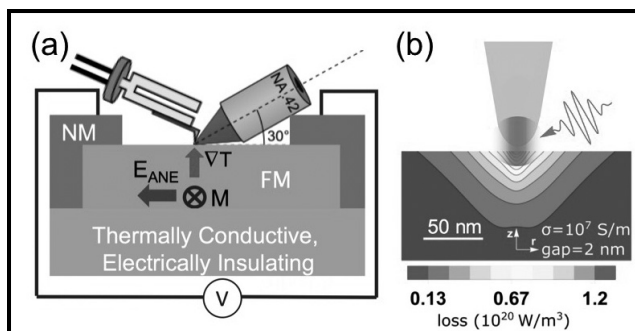 (a)
NA.42
NM
30°
∇T
E_ANE
M
FM
Thermally Conductive,
Electrically Insulating
V
(b)
50 nm
z
r
σ=10⁷ S/m
gap=2 nm
0.13 0.67 1.2
loss (10²⁰ W/m³)